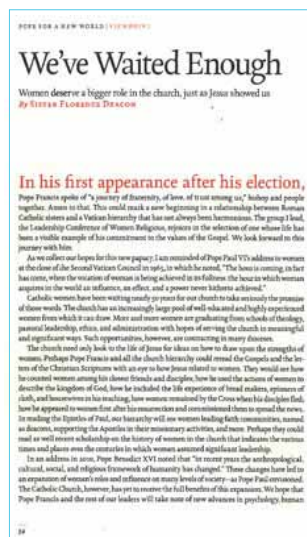 POPE FOR A NEW WORLD | VIEWPOINT
We've Waited Enough
Women deserve a bigger role in the church, just as Jesus showed us
By SISTER FLORENCE DEACON
In his first appearance after his election,
Pope Francis spoke of "a journey of fraternity, of love, of trust among us," bishop and people
together. Amen to that. This could mark a new beginning in a relationship between Roman
Catholic sisters and a Vatican hierarchy that has not always been harmonious. The group I lead,
the Leadership Conference of Women Religious, rejoices in the selection of one whose life has
been a visible example of his commitment to the values of the Gospel. We look forward to this
journey with him.
As we collect our hopes for this new papacy, I am reminded of Pope Paul VI's address to women
at the close of the Second Vatican Council in 1965, in which he noted, "The hour is coming, in fact
has come, when the vocation of woman is being achieved in its fullness, the hour in which woman
acquires in the world an influence, an effect, and a power never hitherto achieved."
Catholic women have been waiting nearly 50 years for our church to take seriously the promise
of those words. The church has an increasingly large pool of well-educated and highly experienced
women from which it can draw. More and more women are graduating from schools of theology,
pastoral leadership, ethics, and administration with hopes of serving the church in meaningful
and significant ways. Such opportunities, however, are contracting in many dioceses.
The church need only look to the life of Jesus for ideas on how to draw upon the strengths of
women. Perhaps Pope Francis and all the church hierarchy could reread the Gospels and the let-
ters of the Christian Scriptures with an eye to how Jesus related to women. They would see how
he counted women among his closest friends and disciples; how he used the actions of women to
describe the kingdom of God; how he included the life experience of bread makers, spinners of
cloth, and housewives in his teaching; how women remained by the Cross when his disciples fled;
how he appeared to women first after his resurrection and commissioned them to spread the news.
In reading the Epistles of Paul, our hierarchy will see women leading faith communities, named
as deacons, supporting the Apostles in their missionary activities, and more. Perhaps they could
read as well recent scholarship on the history of women in the church that indicates the various
times and places over the centuries in which women assumed significant leadership.
In an address in 2010, Pope Benedict XVI noted that "in recent years the anthropological,
cultural, social, and religious framework of humanity has changed." These changes have led to
an expansion of women's roles and influence on many levels of society—as Pope Paul envisioned.
The Catholic Church, however, has yet to receive the full benefits of this expansion. We hope that
Pope Francis and the rest of our leaders will take note of new advances in psychology, human